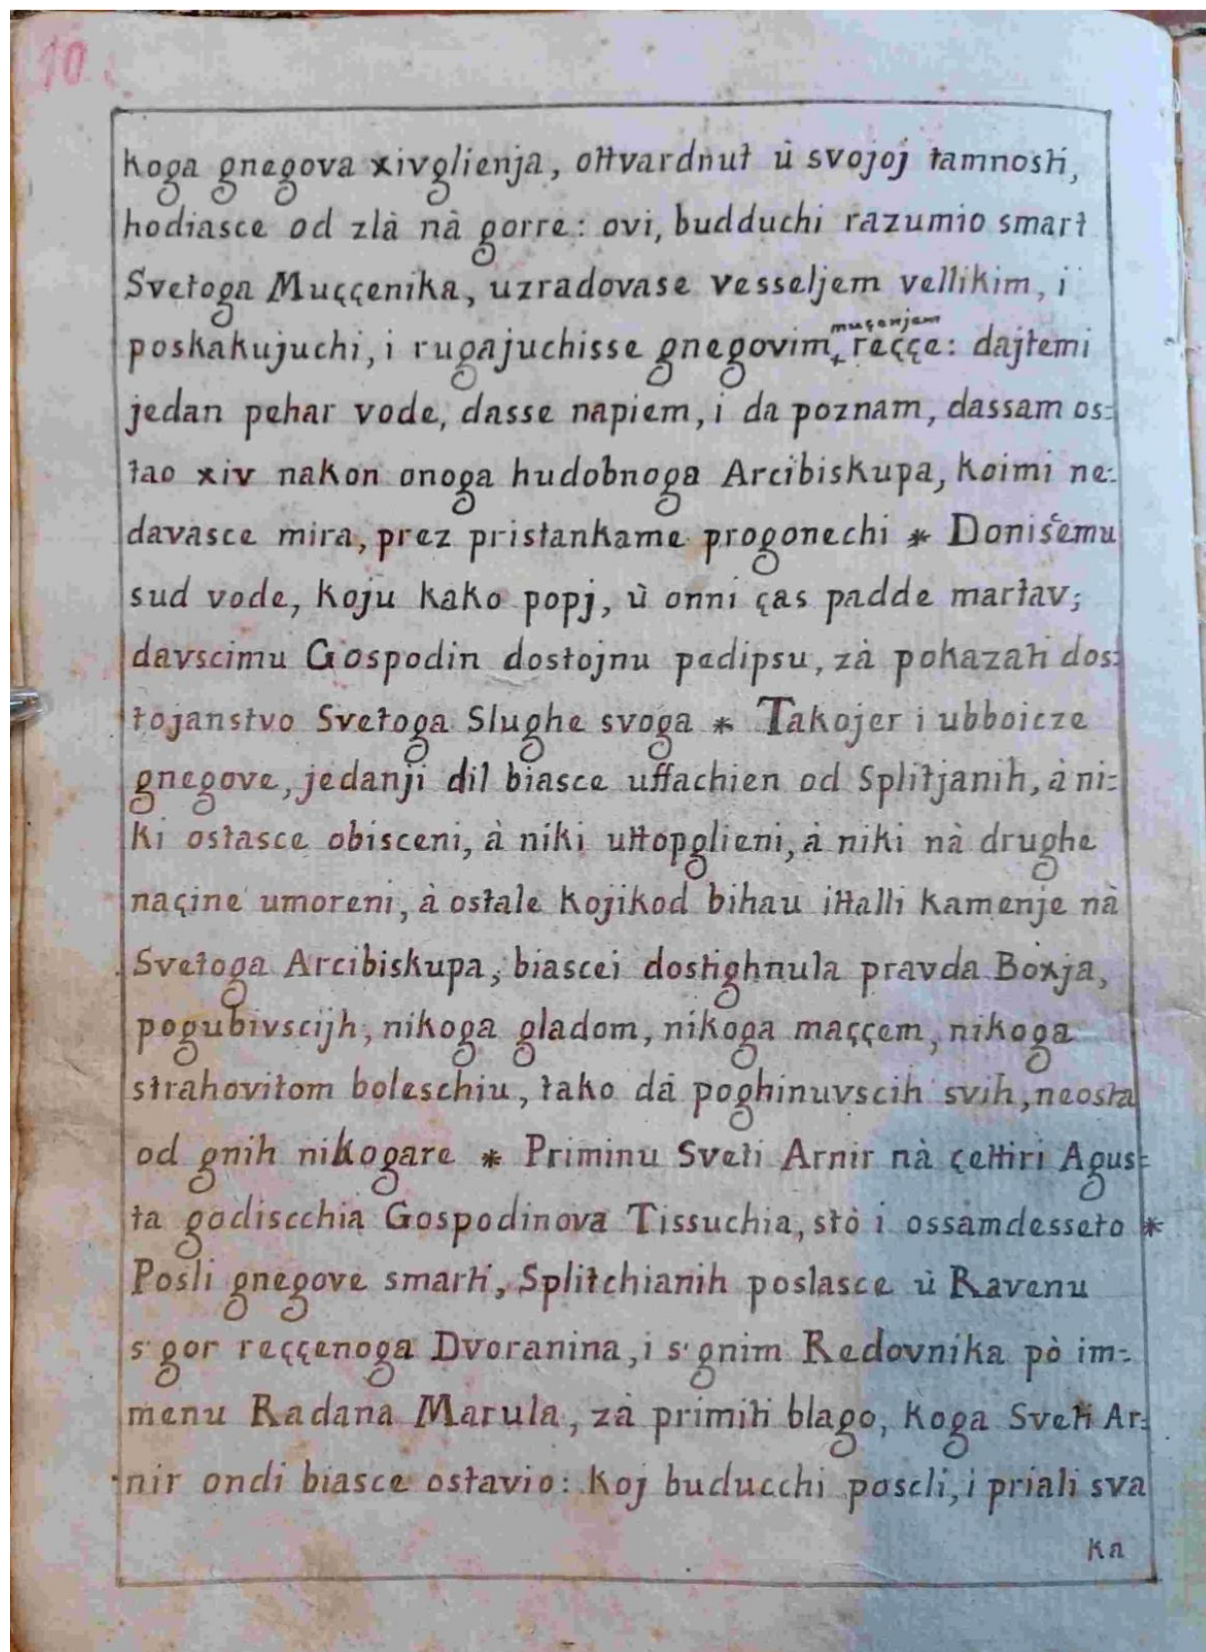 10
koga gnegova xivglienja, ottvardnut ù svojoj tamnosti,
hodiasce od zlà nà gorre: ovi, budduchi razumio smart
Svetoga Muççenika, uzradovase vesseljem vellikim, i
muçenjem
poskakujuchi, i rugajuchisse gnegovim + reççe: dajtemi
jedan pehar vode, dasse napiem, i da poznam, dassam os=
tao xiv nakon onoga hudobnoga Arcibiskupa, koimi ne=
davasce mira, prez pristankame progonechi * Donišcemu
sud vode, koju kako popj, ù onni ças padde martav;
davscimu Gospodin dostojnu pedipsu, zà pokazati dos=
tojanstvo Svetoga Slughe svoga * Takojer i ubboicze
gnegove, jedanji dil biasce uffachien od Splitjanih, à ni=
ki ostasce obisceni, à niki uttopglieni, à niki nà drughe
naçine umoreni, à ostale kojikod bihau ittalli kamenje nà
Svetoga Arcibiskupa, biascei dostighnula pravda Boxja,
pogubivscijh, nikoga gladom, nikoga maççem, nikoga
strahovitom boleschiu, tako dà poghinuvscih svih, neosta
od gnih nikogare * Priminu Sveti Arnir nà çettiri Agus=
ta godiscchia Gospodinova Tissuchia, stò i ossamdesseto *
Posli gnegove smarti, Splitchianih poslasce ù Ravenu
s' gor reççenoga Dvoranina, i s' gnim Redovnika pò im=
menu Radana Marula, zà primiti blago, koga Sveti Ar=
nir ondi biasce ostavio: koj buducchi poscli, i priali sva
ka